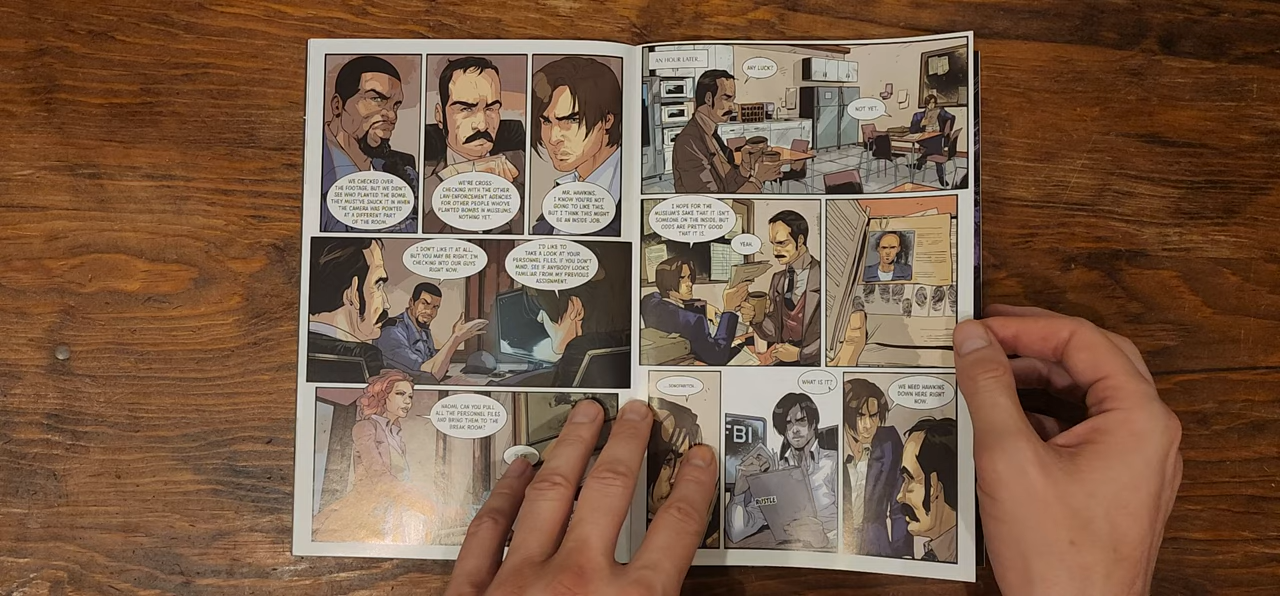 WE CHECKED OVER
THE FOOTAGE, BUT WE DIDN'T
SEE WHO PLANTED THE BOMB.
THEY MUST'VE SNUCK IT IN WHEN
THE CAMERA WAS POINTED
AT A DIFFERENT PART
OF THE ROOM.
WE'RE CROSS-
CHECKING WITH THE OTHER
LAW-ENFORCEMENT AGENCIES
FOR OTHER PEOPLE WHO'VE
PLANTED BOMBS IN MUSEUMS.
NOTHING YET.
MR. HAWKINS,
I KNOW YOU'RE NOT
GOING TO LIKE THIS,
BUT I THINK THIS MIGHT
BE AN INSIDE JOB.
I DON'T LIKE IT AT ALL,
BUT YOU MAY BE RIGHT. I'M
CHECKING INTO OUR GUYS
RIGHT NOW.
I'D LIKE TO
TAKE A LOOK AT YOUR
PERSONNEL FILES, IF YOU DON'T
MIND. SEE IF ANYBODY LOOKS
FAMILIAR FROM MY PREVIOUS
ASSIGNMENT.
NAOMI, CAN YOU PULL
ALL THE PERSONNEL FILES
AND BRING THEM TO THE
BREAK ROOM?
AN HOUR LATER...
ANY LUCK?
NOT YET.
I HOPE FOR THE
MUSEUM'S SAKE THAT IT ISN'T
SOMEONE ON THE INSIDE, BUT
ODDS ARE PRETTY GOOD
THAT IT IS.
YEAH.
WHAT IS IT?
FBI
WE NEED HAWKINS
DOWN HERE RIGHT
NOW.